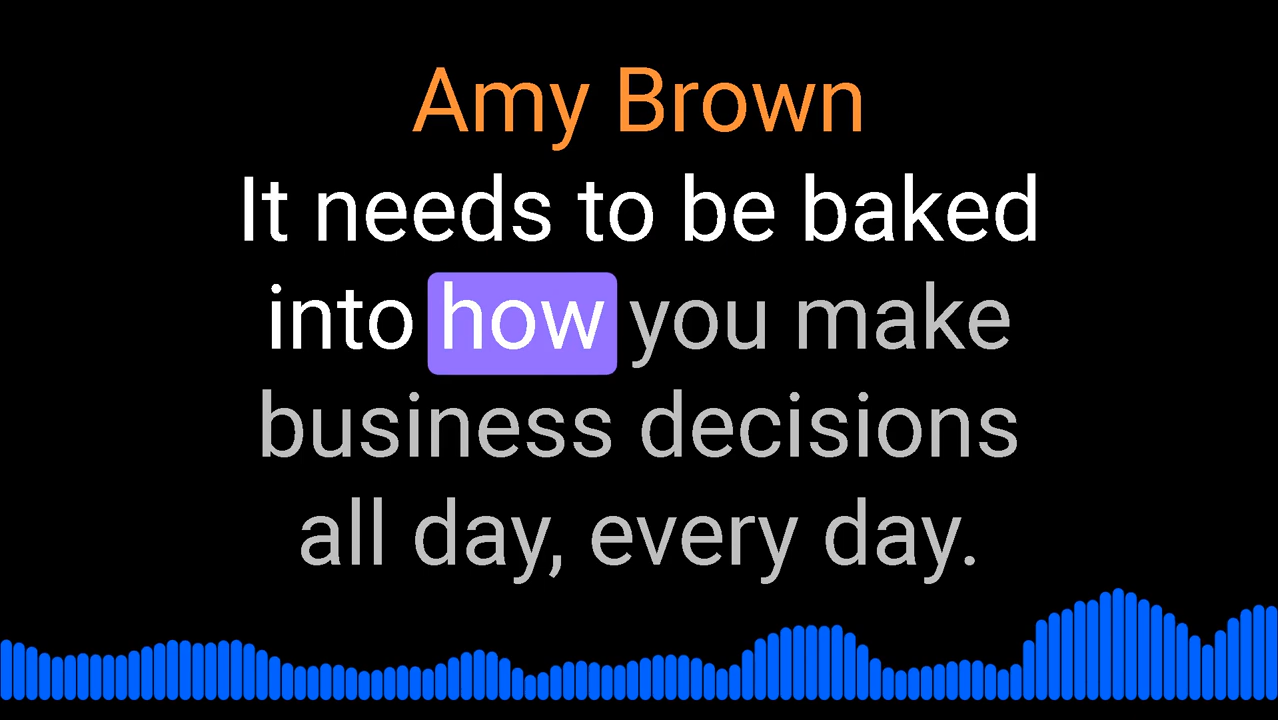 Amy Brown
It needs to be baked
into how you make
business decisions
all day, every day.